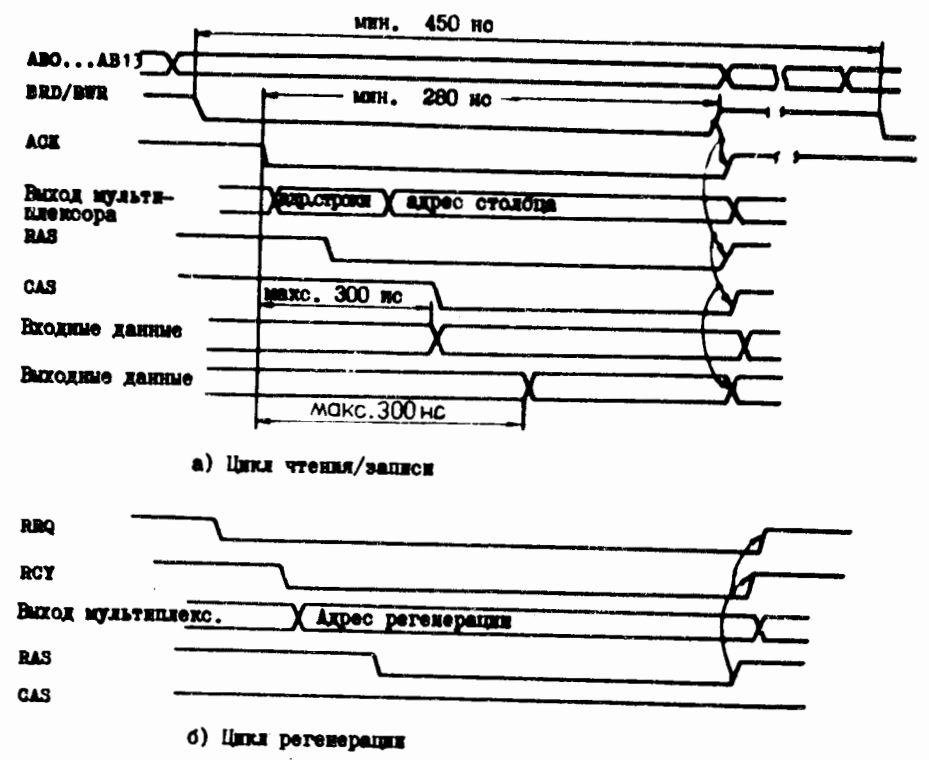 мин. 450 нс
АВ0...АВ13
BRD/BWR
мин. 280 нс
ACK
Выход мульти-
плексора
адр.строки
адрес столбца
RAS
CAS
макс. 300 нс
Входные данные
Выходные данные
макс. 300 нс
а) Цикл чтения/записи
RRQ
RCY
Выход мультиплекс.
Адрес регенерации
RAS
CAS
б) Цикл регенерации